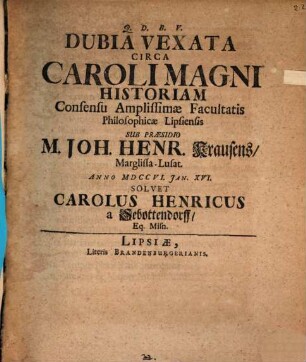 Q. D. B. V.
DUBIA VEXATA
CIRCA
CAROLI MAGNI
HISTORIAM
Consensu Amplissimæ Facultatis
Philosophicæ Lipsiensis
SUB PRÆSIDIO
M. JOH. HENR. Krausens/
Marglissa-Lusat.
ANNO MDCCVI. JAN. XVI.
SOLVET
CAROLUS HENRICUS
a Gebottendorff/
Eq. Misn.
LIPSIÆ,
Literis BRANDENBURGERIANIS.